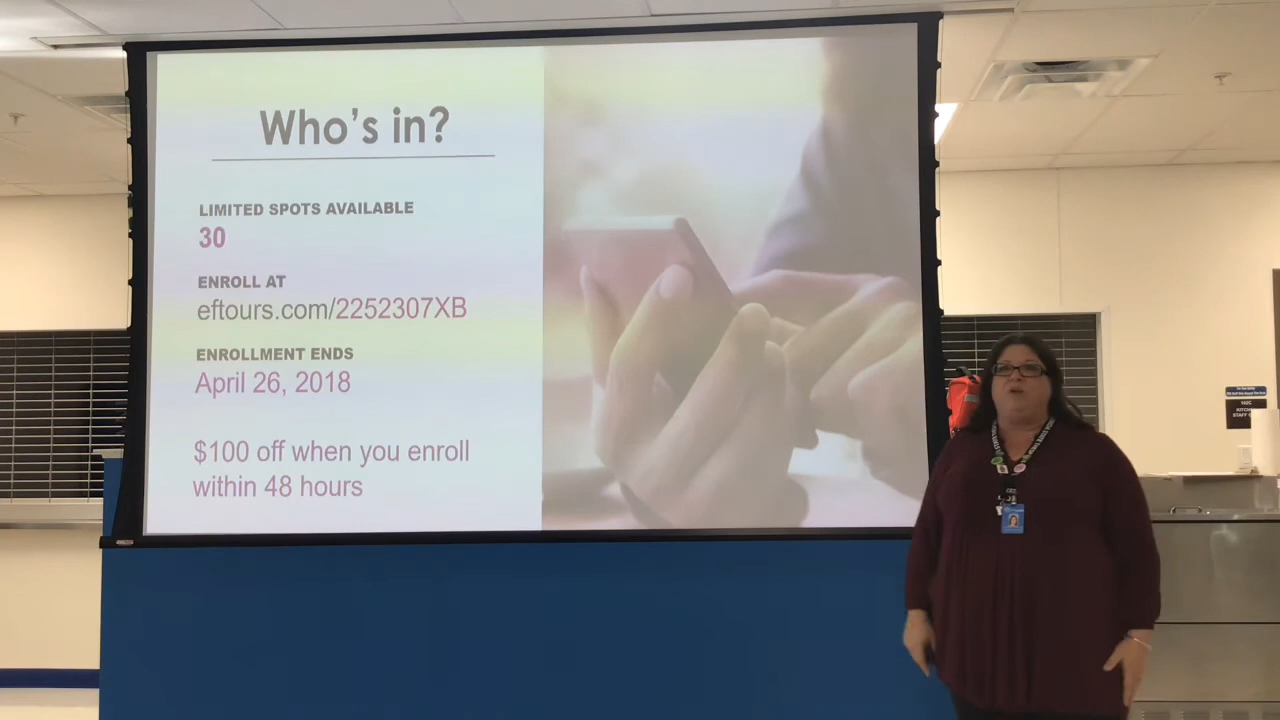 Who's in?
LIMITED SPOTS AVAILABLE
30
ENROLL AT
eftours.com/2252307XB
ENROLLMENT ENDS
April 26, 2018
$100 off when you enroll
within 48 hours